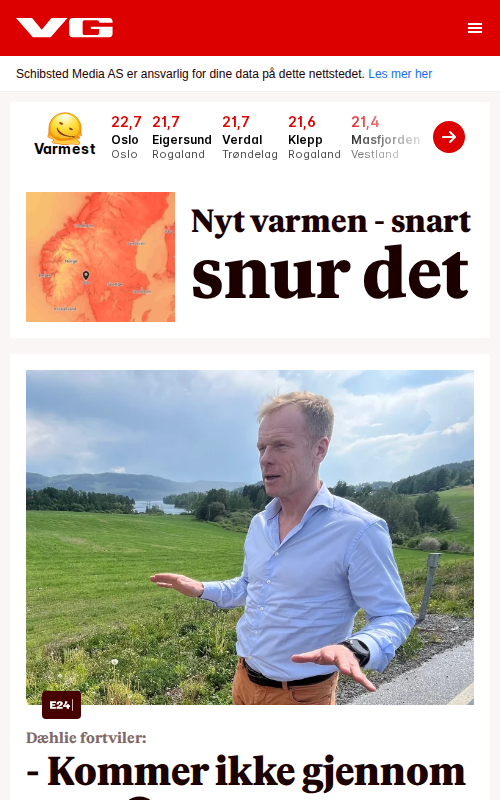 VG
Schibsted Media AS er ansvarlig for dine data på dette nettstedet. Les mer her
22,7 21,7 21,7 21,6 21,4
Varmest Oslo Eigersund Verdal Klepp Masfjorden
Oslo Rogaland Trøndelag Rogaland Vestland
Nyt varmen - snart
snur det
Norge
E24
Dæhlie fortviler:
- Kommer ikke gjennom